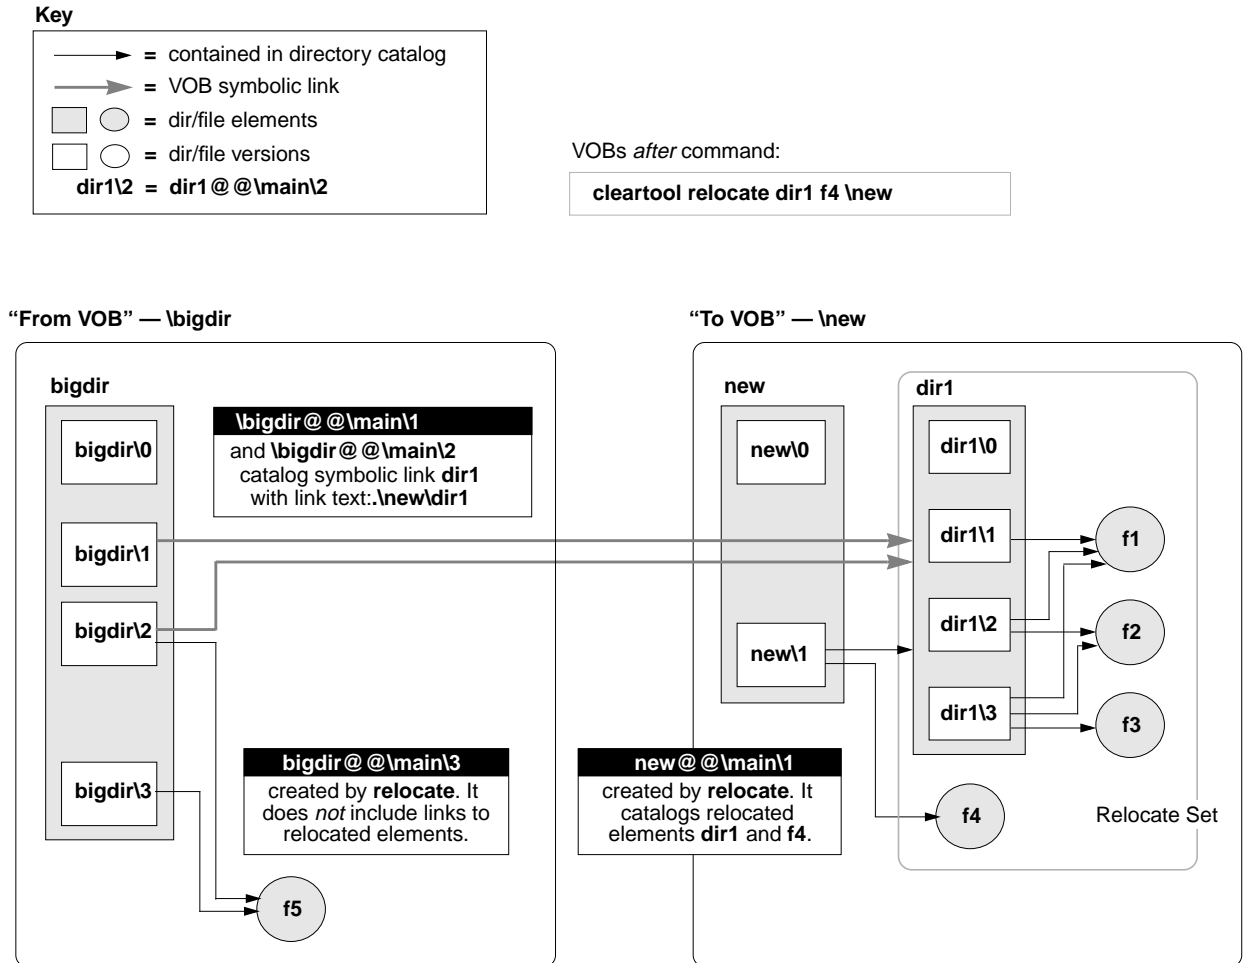 Key
= contained in directory catalog
= VOB symbolic link
= dir/file elements
= dir/file versions
dir1\2 = dir1@@\main\2
VOBs after command:
cleartool relocate dir1 f4 \new
“From VOB” — \bigdir
“To VOB” — \new
bigdir
bigdir\0
bigdir\1
bigdir\2
bigdir\3
\bigdir@@\main\1
and \bigdir@@\main\2
catalog symbolic link dir1
with link text:.\new\dir1
bigdir@@\main\3
created by relocate. It
does not include links to
relocated elements.
f5
new
new\0
new\1
new@@\main\1
created by relocate. It
catalogs relocated
elements dir1 and f4.
dir1
dir1\0
dir1\1
dir1\2
dir1\3
f1
f2
f3
f4
Relocate Set